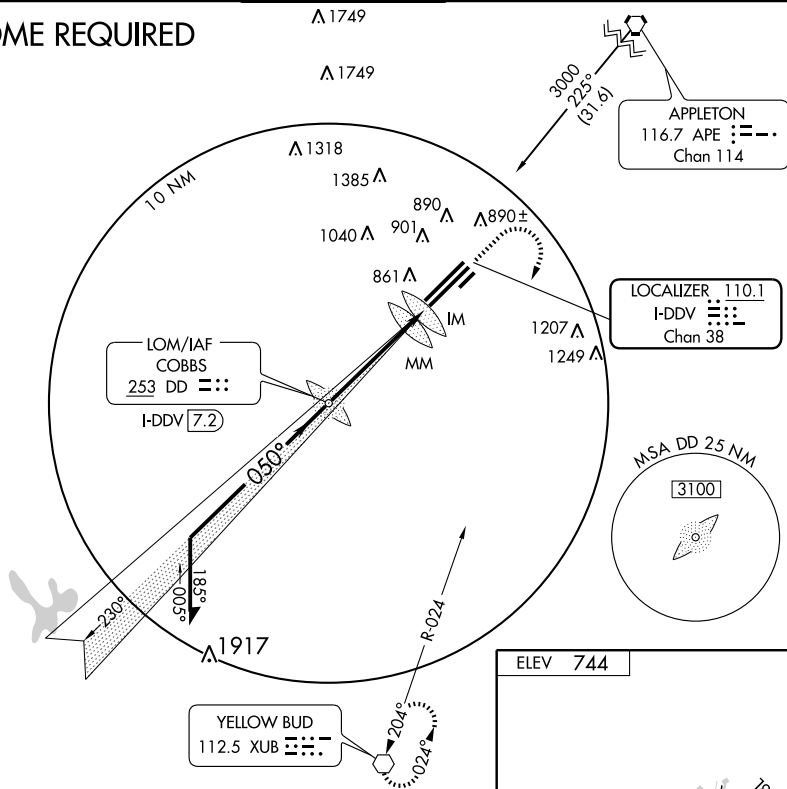 OME REQUIRED
1749
1749
3000
225°
(31.6)
APPLETON
116.7 APE
Chan 114
10 NM
1318
1385
890
890±
901
1040
861
LOCALIZER 110.1
I-DDV
Chan 38
IM
1207
1249
MM
LOM/IAF
COBBS
253 DD
I-DDV 7.2
050°
MSA DD 25 NM
3100
230°
185°
005°
R-024
1917
ELEV 744
YELLOW BUD
112.5 XUB
204°
024°